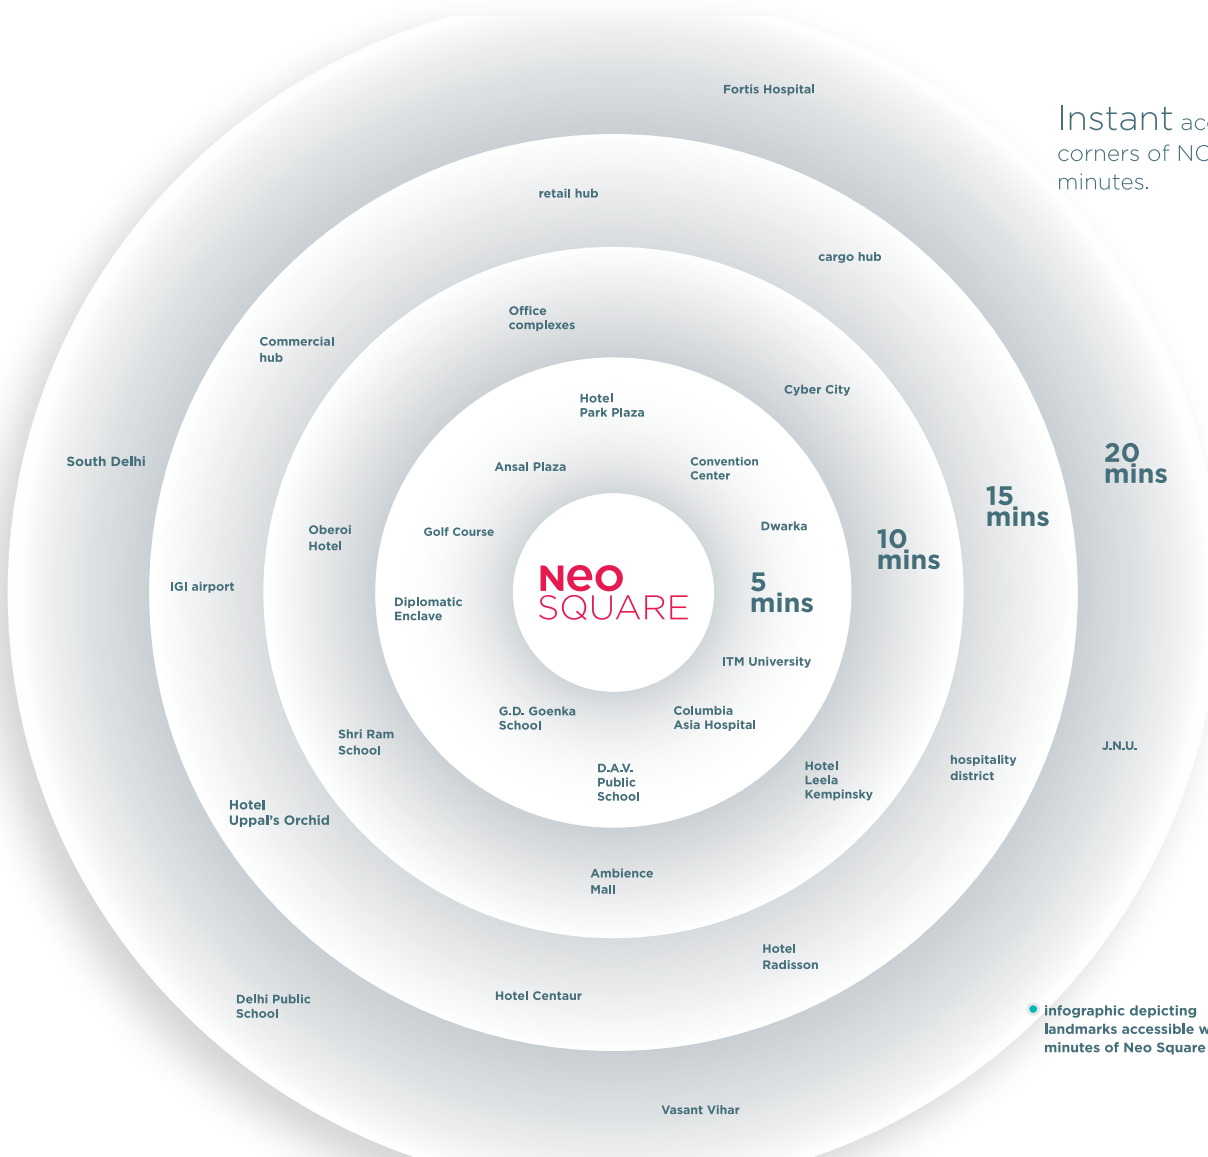 Fortis Hospital
Instant
corners of
minutes.
retail hub
cargo hub
Office
complexes
Commercial
hub
Cyber City
Hotel
Park Plaza
South Delhi
Ansal Plaza
Convention
Center
20
mins
15
mins
Oberoi
Hotel
Golf Course
Dwarka
10
mins
IGI airport
Diplomatic
Enclave
Neo
SQUARE
5
mins
ITM University
G.D. Goenka
School
Columbia
Asia Hospital
Shri Ram
School
J.N.U.
hospitality
district
D.A.V.
Public
School
Hotel
Leela
Kempinsky
Hotel
Uppal's Orchid
Ambience
Mall
Hotel
Radisson
Hotel Centaur
Delhi Public
School
infographic depicting
landmarks accessible
minutes of Neo Square
Vasant Vihar